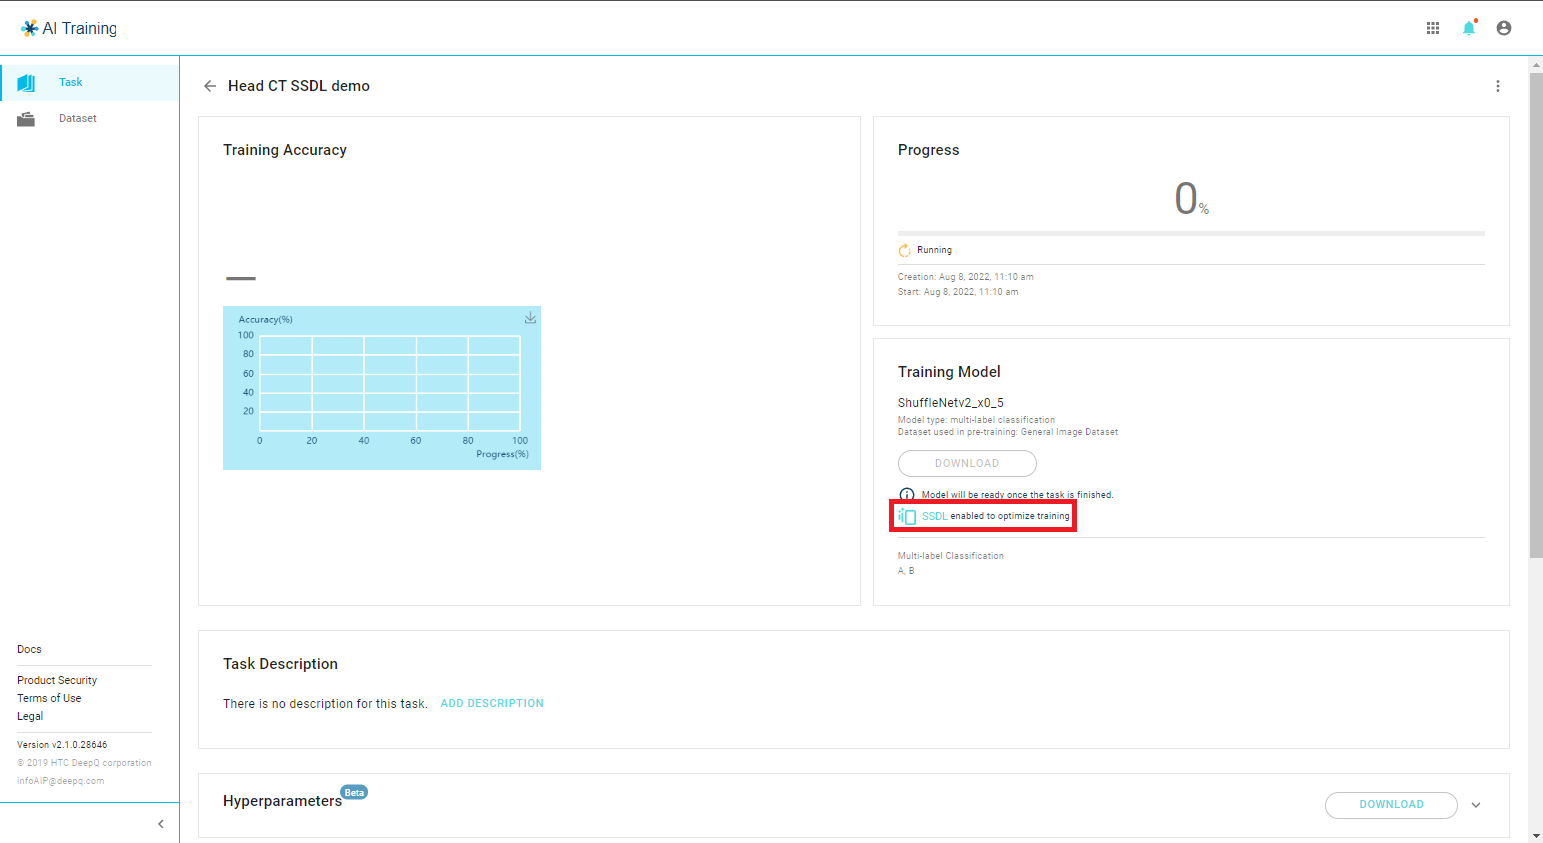 AI Training
Task
Dataset
Head CT SSDL demo
Training Accuracy
Accuracy(%)
100
80
60
40
20
0 20 40 60 80 100
Progress(%)
Progress
0%
Running
Creation: Aug 8, 2022, 11:10 am
Start: Aug 8, 2022, 11:10 am
Training Model
ShuffleNetv2_x0_5
Model type: multi-label classification
Dataset used in pre-training: General Image Dataset
DOWNLOAD
Model will be ready once the task is finished.
SSDL enabled to optimize training
Multi-label Classification
A, B
Task Description
There is no description for this task. ADD DESCRIPTION
Hyperparameters Beta
DOWNLOAD
Docs
Product Security
Terms of Use
Legal
Version v2.1.0.28646
© 2019 HTC DeepQ corporation
infoAIP@deepq.com